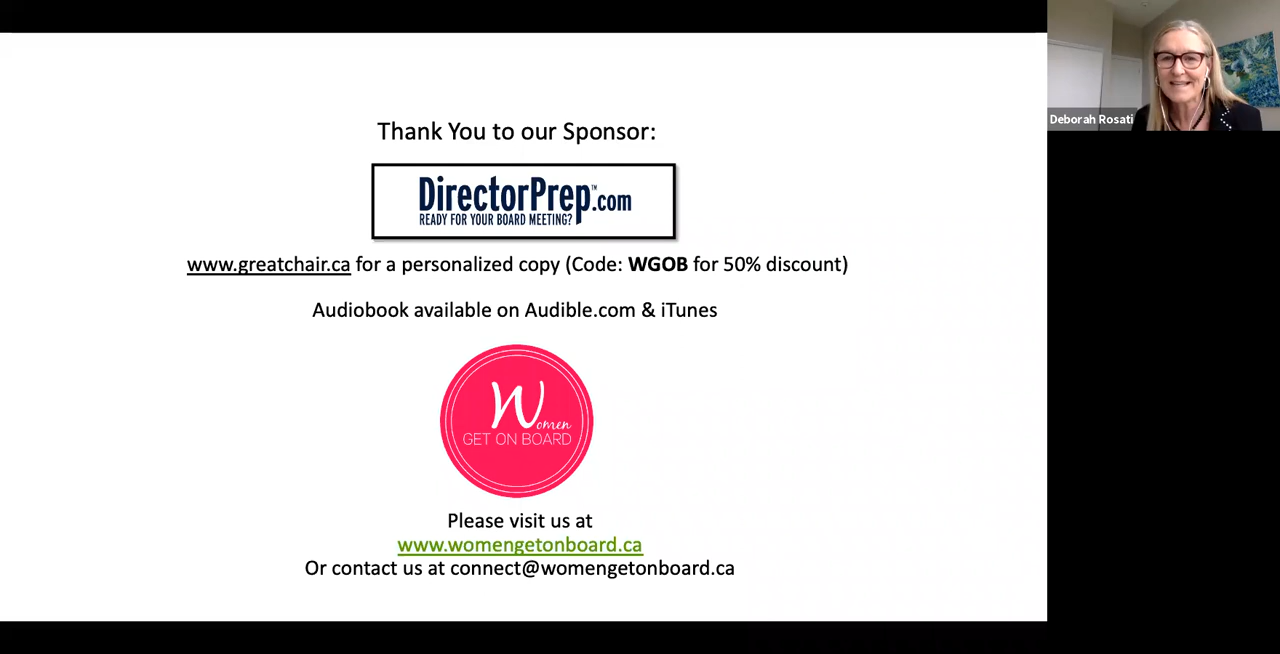 Thank You to our Sponsor:
DirectorPrep™.com
READY FOR YOUR BOARD MEETING?
www.greatchair.ca for a personalized copy (Code: WGOB for 50% discount)
Audiobook available on Audible.com & iTunes
Women
GET ON BOARD
Please visit us at
www.womengetonboard.ca
Or contact us at connect@womengetonboard.ca
Deborah Rosati